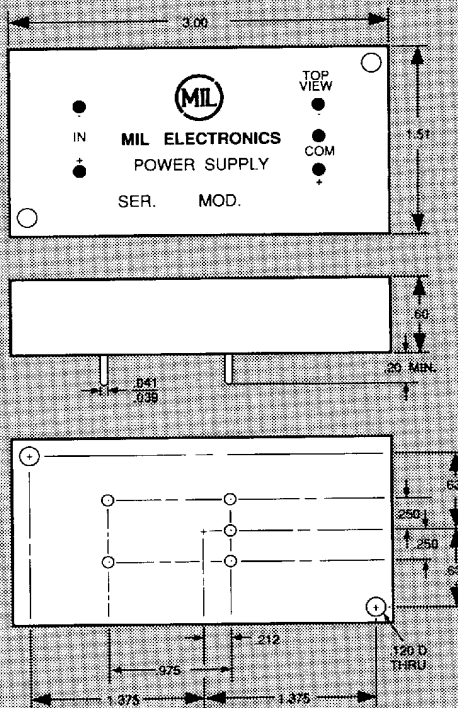 3.00
MIL
TOP
VIEW
-
-
IN
MIL ELECTRONICS
COM
1.51
+
POWER SUPPLY
+
SER. MOD.
.60
.20 MIN.
.041
.039
.250
.250
.212
.120 D
THRU
.975
1.375
1.375